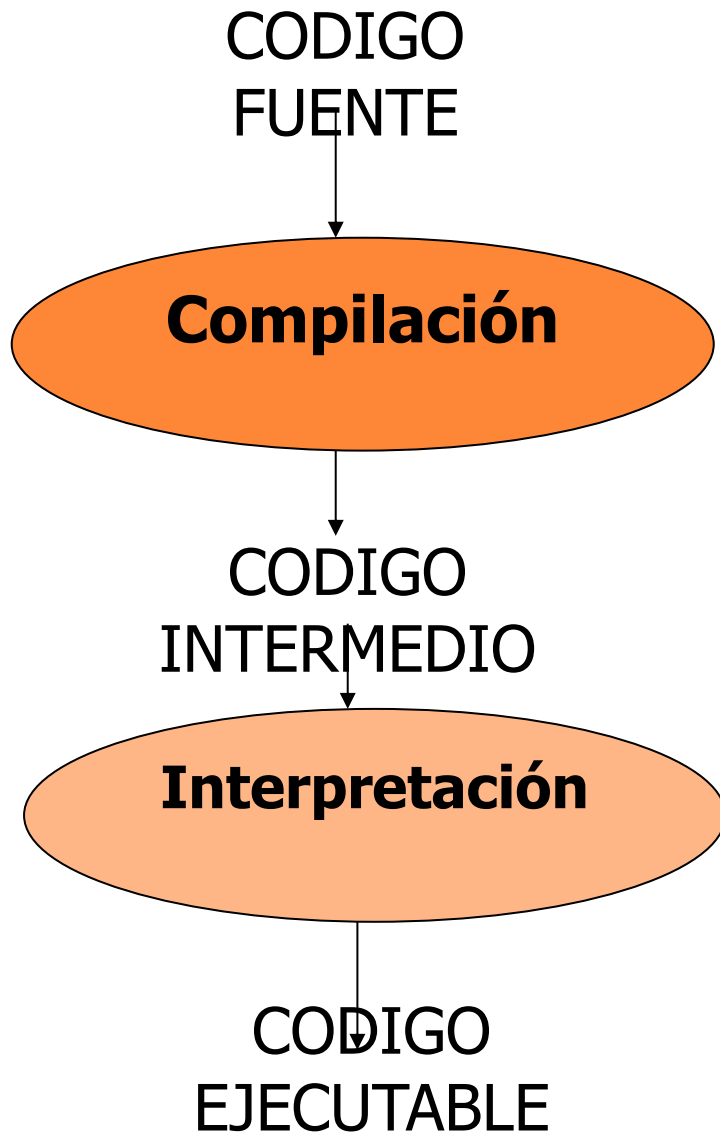 CODIGO
FUENTE
Compilación
CODIGO
INTERMEDIO
Interpretación
CODIGO
EJECUTABLE